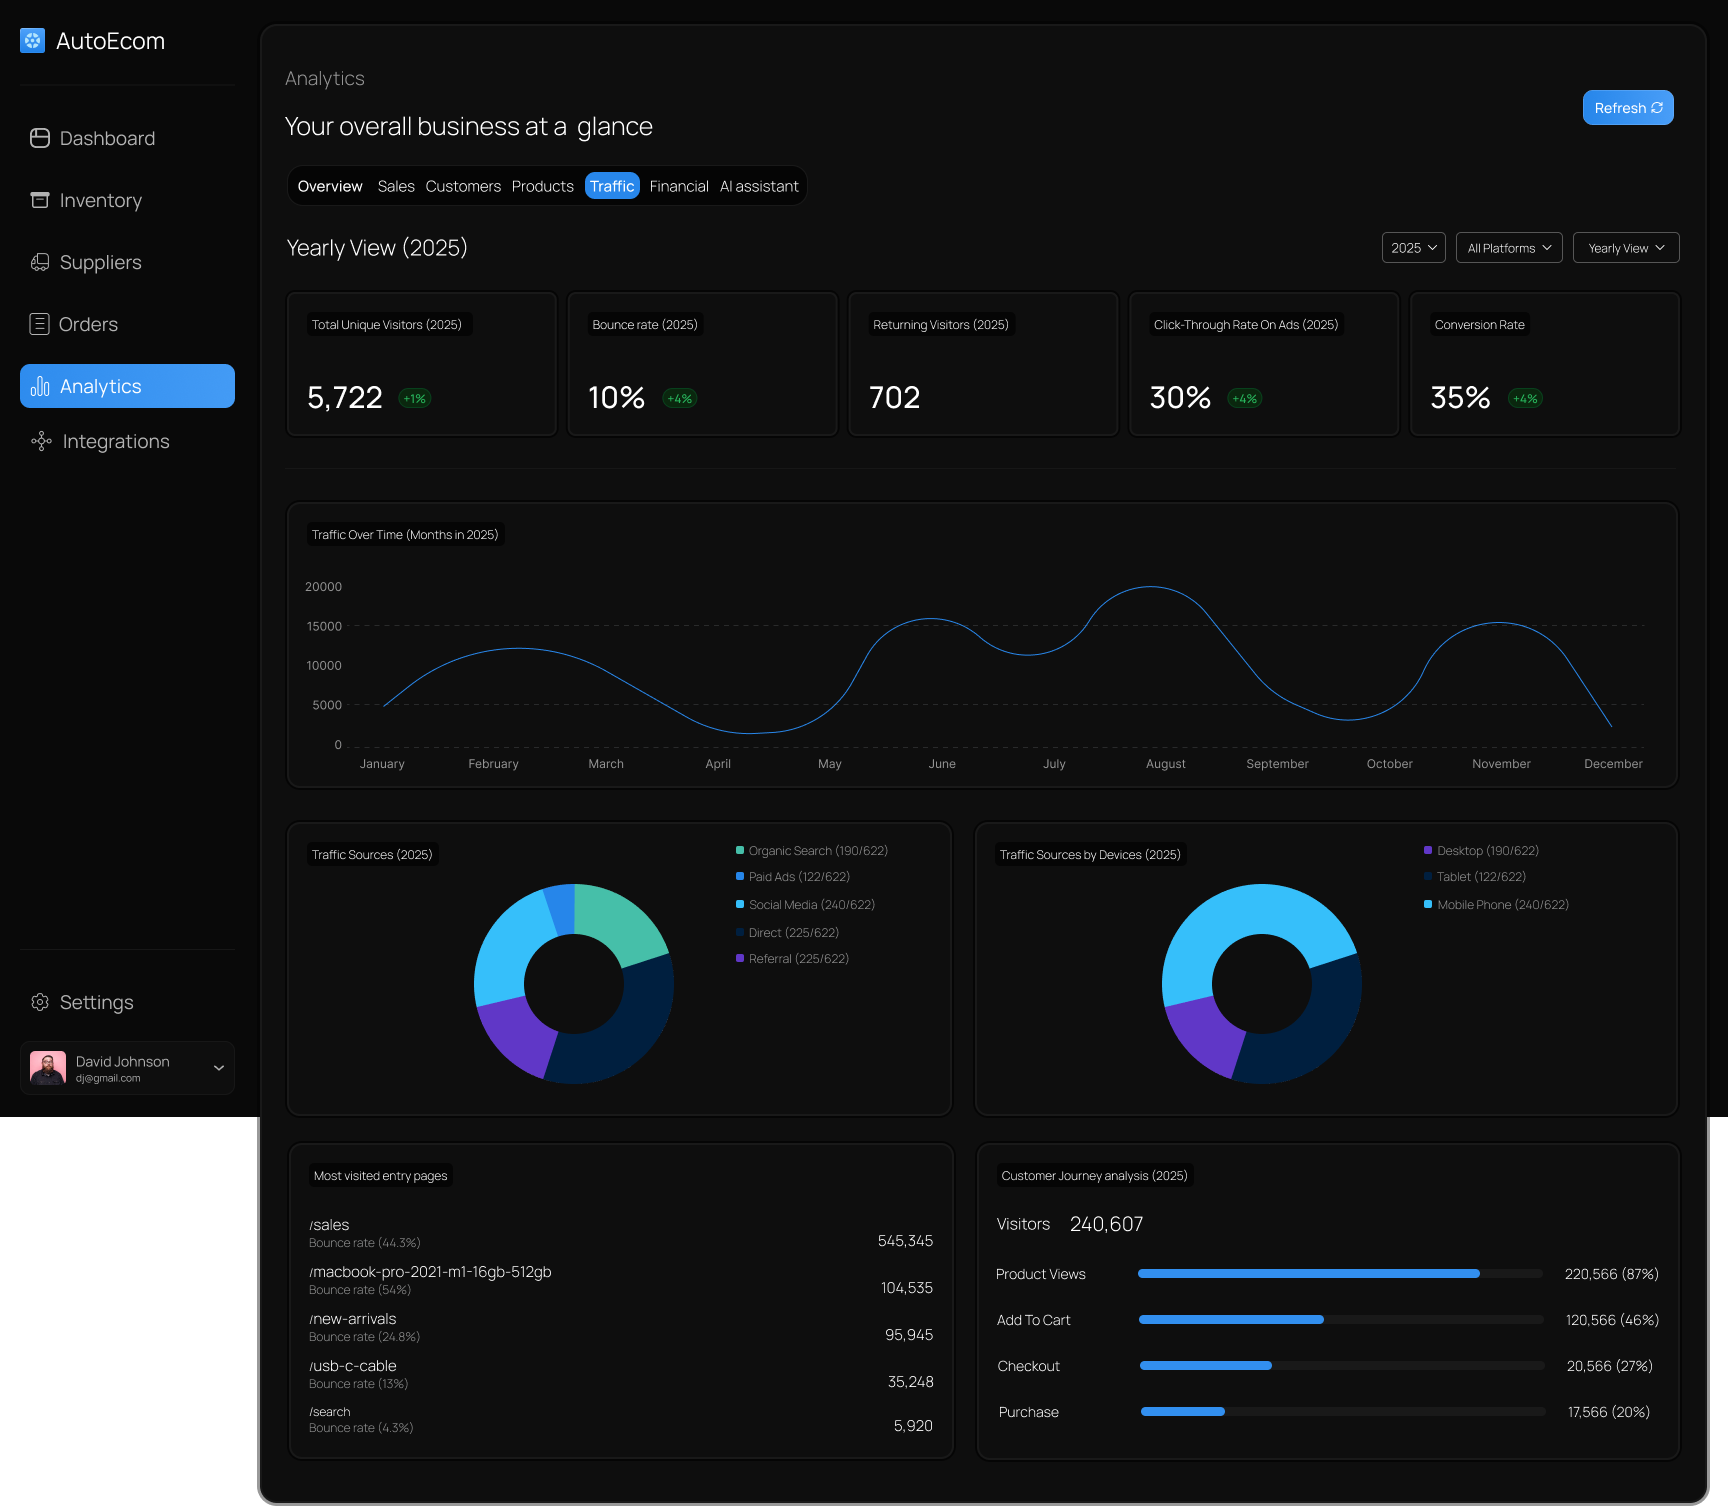 AutoEcom
Dashboard
Inventory
Suppliers
Orders
Analytics
Integrations
Settings
David Johnson
dj@gmail.com
Analytics
Your overall business at a glance
Refresh
Overview Sales Customers Products Traffic Financial AI assistant
Yearly View (2025)
2025 All Platforms Yearly View
Total Unique Visitors (2025)
5,722 +1%
Bounce rate (2025)
10% +4%
Returning Visitors (2025)
702
Click-Through Rate On Ads (2025)
30% +4%
Conversion Rate
35% +4%
Traffic Over Time (Months in 2025)
20000
15000
10000
5000
0
January February March April May June July August September October November December
Traffic Sources (2025)
Organic Search (190/622)
Paid Ads (122/622)
Social Media (240/622)
Direct (225/622)
Referral (225/622)
Traffic Sources by Devices (2025)
Desktop (190/622)
Tablet (122/622)
Mobile Phone (240/622)
Most visited entry pages
/sales
Bounce rate (44.3%)
545,345
/macbook-pro-2021-m1-16gb-512gb
Bounce rate (54%)
104,535
/new-arrivals
Bounce rate (24.8%)
95,945
/usb-c-cable
Bounce rate (13%)
35,248
/search
Bounce rate (4.3%)
5,920
Customer Journey analysis (2025)
Visitors 240,607
Product Views 220,566 (87%)
Add To Cart 120,566 (46%)
Checkout 20,566 (27%)
Purchase 17,566 (20%)